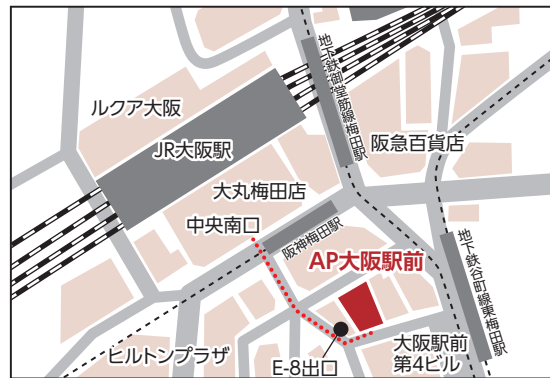 ルクア大阪
JR大阪駅
地下鉄御堂筋線梅田駅
阪急百貨店
大丸梅田店
中央南口
阪神梅田駅
AP大阪駅前
地下鉄谷町線東梅田駅
ヒルトンプラザ
E-8出口
大阪駅前
第4ビル